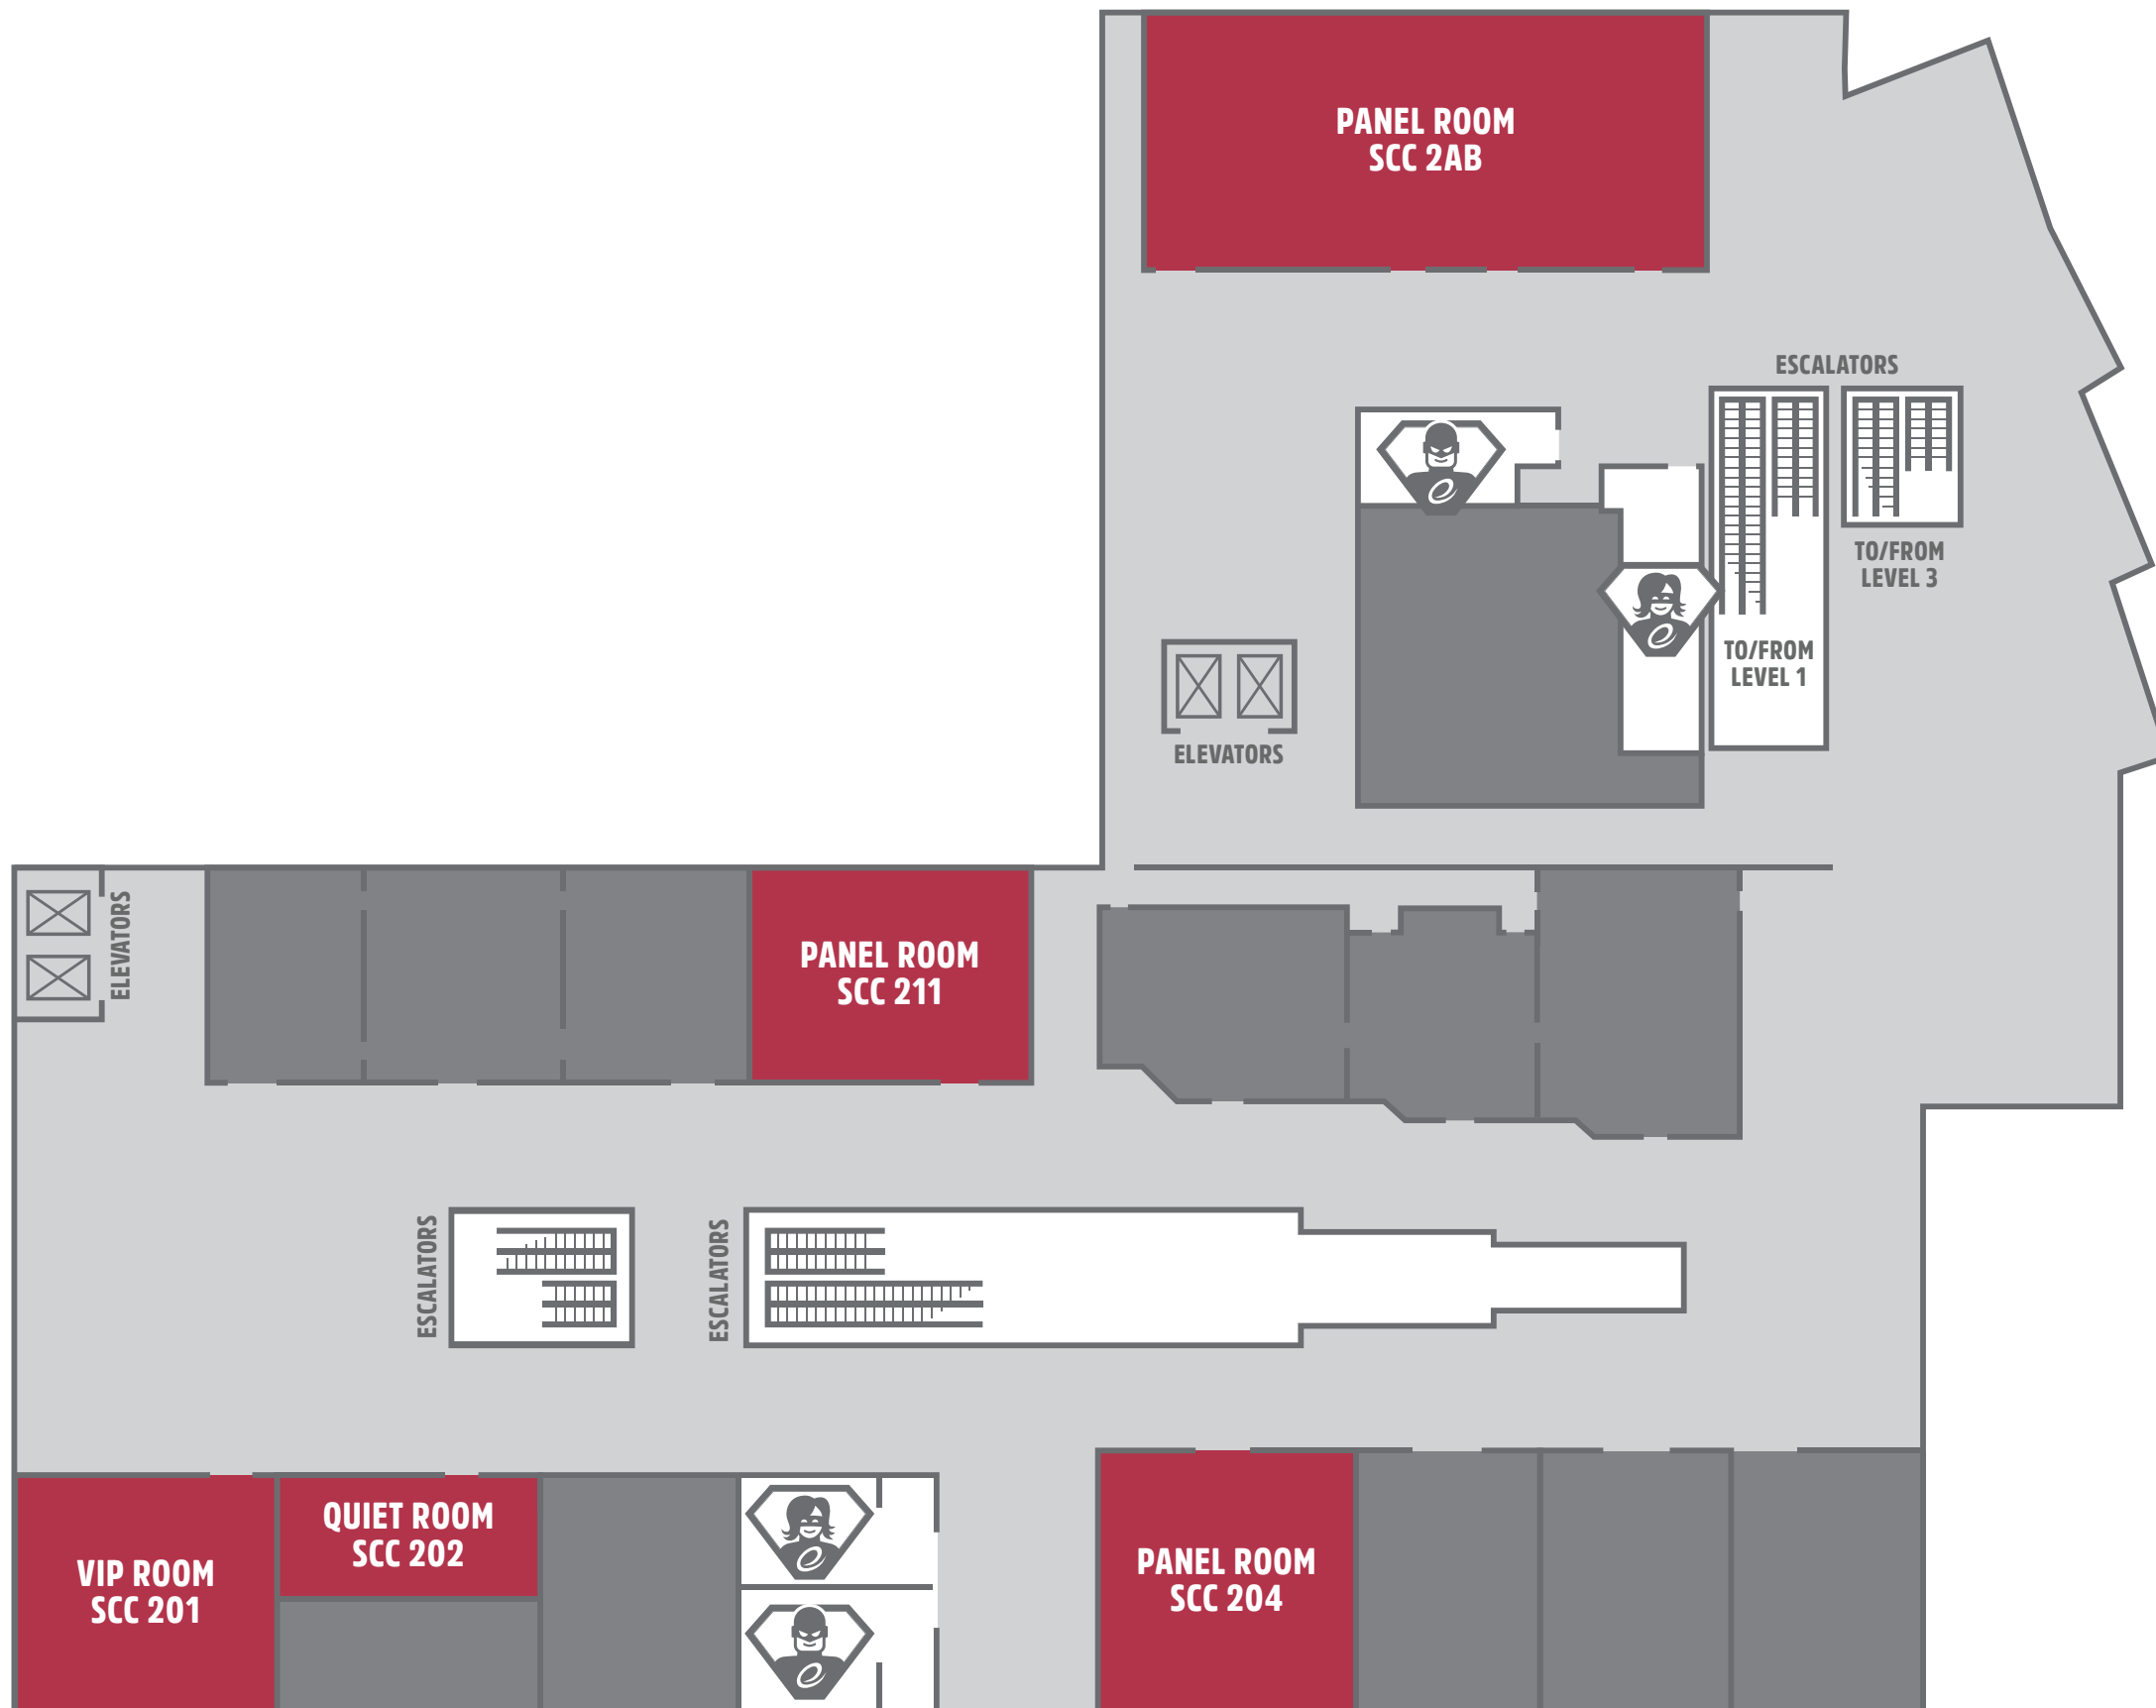 PANEL ROOM
SCC 2AB
ESCALATORS
TO/FROM
LEVEL 3
TO/FROM
LEVEL 1
ELEVATORS
ELEVATORS
PANEL ROOM
SCC 211
ESCALATORS
ESCALATORS
QUIET ROOM
SCC 202
VIP ROOM
SCC 201
PANEL ROOM
SCC 204